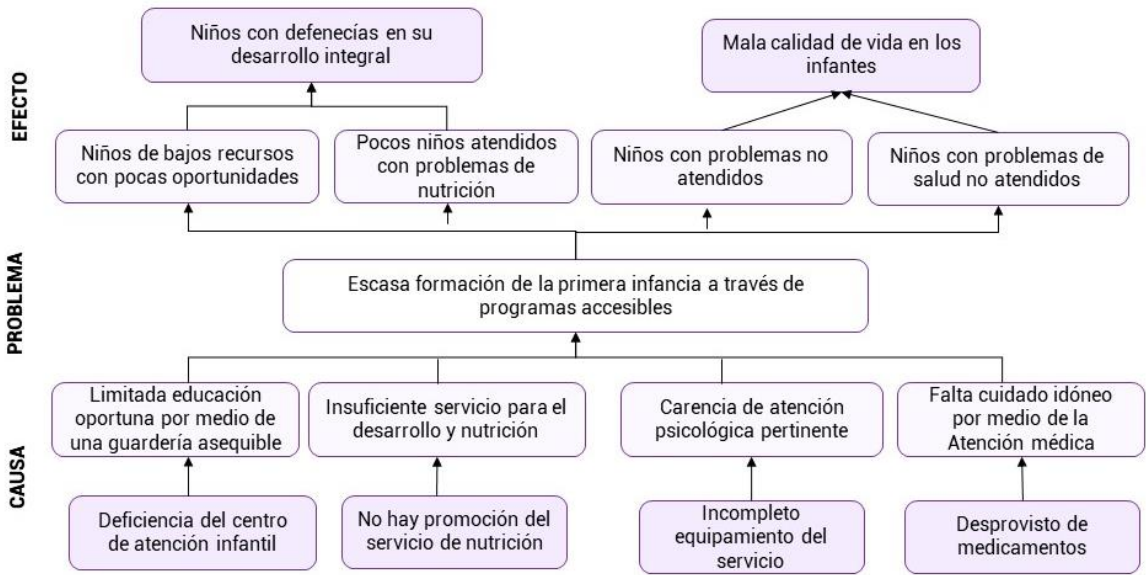 EFECTO
Niños con defenecías en su
desarrollo integral
Mala calidad de vida en los
infantes
Niños de bajos recursos
con pocas oportunidades
Pocos niños atendidos
con problemas de
nutrición
Niños con problemas no
atendidos
Niños con problemas de
salud no atendidos
PROBLEMA
Escasa formación de la primera infancia a través de
programas accesibles
CAUSA
Limitada educación
oportuna por medio de
una guardería asequible
Insuficiente servicio para el
desarrollo y nutrición
Carencia de atención
psicológica pertinente
Falta cuidado idóneo
por medio de la
Atención médica
Deficiencia del centro
de atención infantil
No hay promoción del
servicio de nutrición
Incompleto
equipamiento del
servicio
Desprovisto de
medicamentos